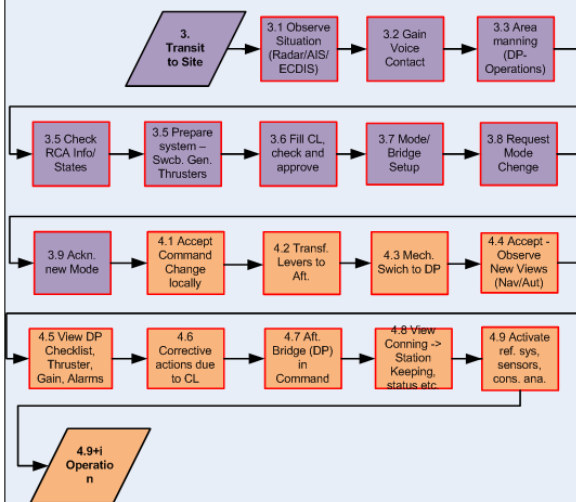 3.
Transit
to Site
3.1 Observe
Situation
(Radar/AIS/
ECDIS)
3.2 Gain
Voice
Contact
3.3 Area
manning
(DP-
Operations)
3.5 Check
RCA Info/
States
3.5 Prepare
system –
Swcb. Gen.
Thrusters
3.6 Fill CL,
check and
approve
3.7 Mode/
Bridge
Setup
3.8 Request
Mode
Change
3.9 Ackn.
new Mode
4.1 Accept
Command
Change
locally
4.2 Transf.
Levers to
Aft.
4.3 Mech.
Swich to DP
4.4 Accept -
Observe
New Views
(Nav/Aut)
4.5 View DP
Checklist,
Thruster,
Gain, Alarms
4.6
Corrective
actions due
to CL
4.7 Aft.
Bridge (DP)
in
Command
4.8 View
Conning ->
Station
Keeping,
status etc.
4.9 Activate
ref. sys,
sensors,
cons. ana.
4.9+i
Operatio
n